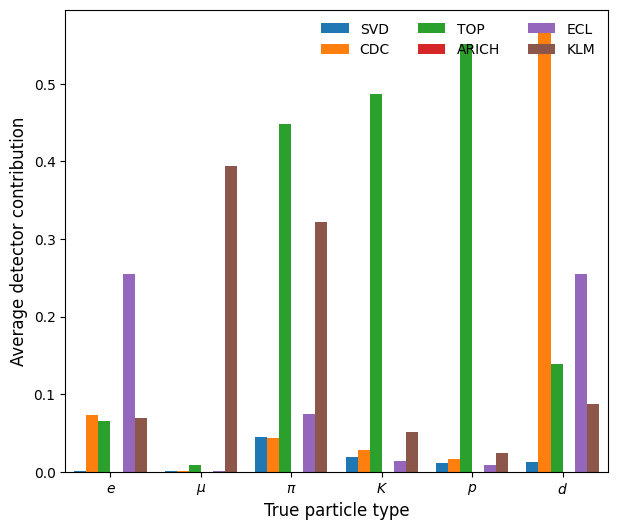 SVD TOP ECL
CDC ARICH KLM
0.5
0.4
0.3
0.2
0.1
0.0
Average detector contribution
e μ π K p d
True particle type